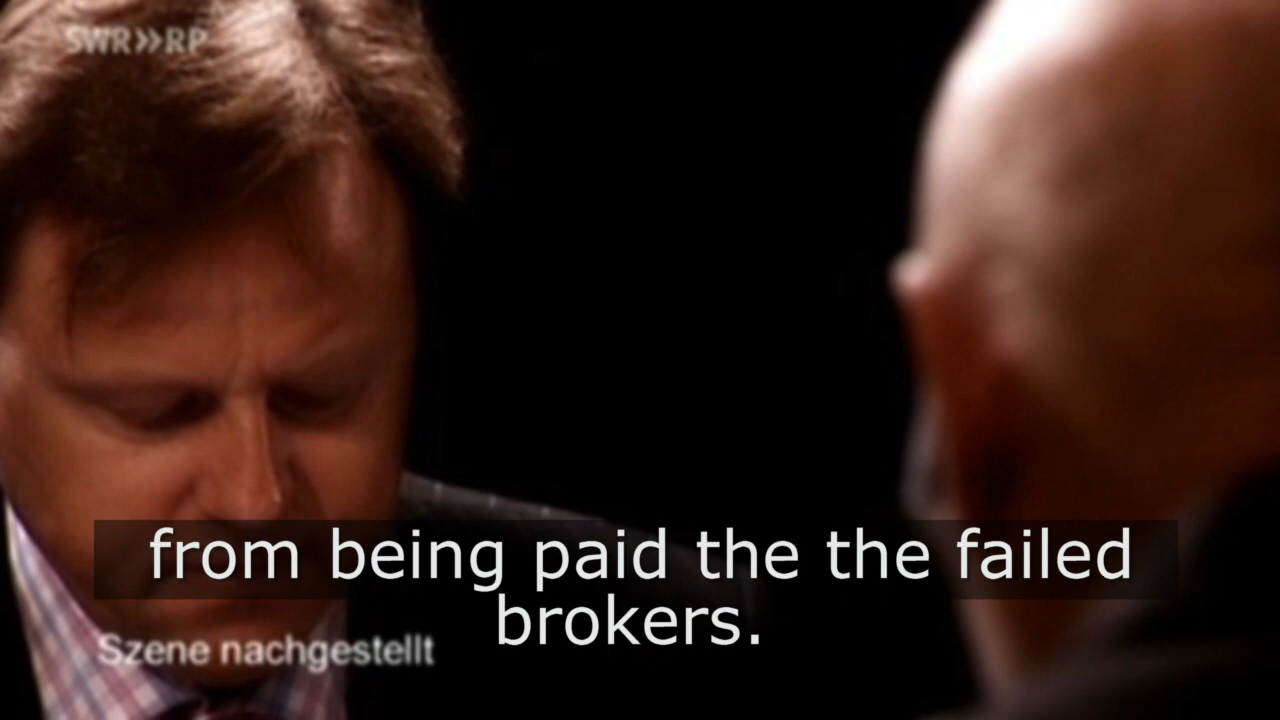 SWR»RP
from being paid the the failed
brokers.
Szene nachgestellt